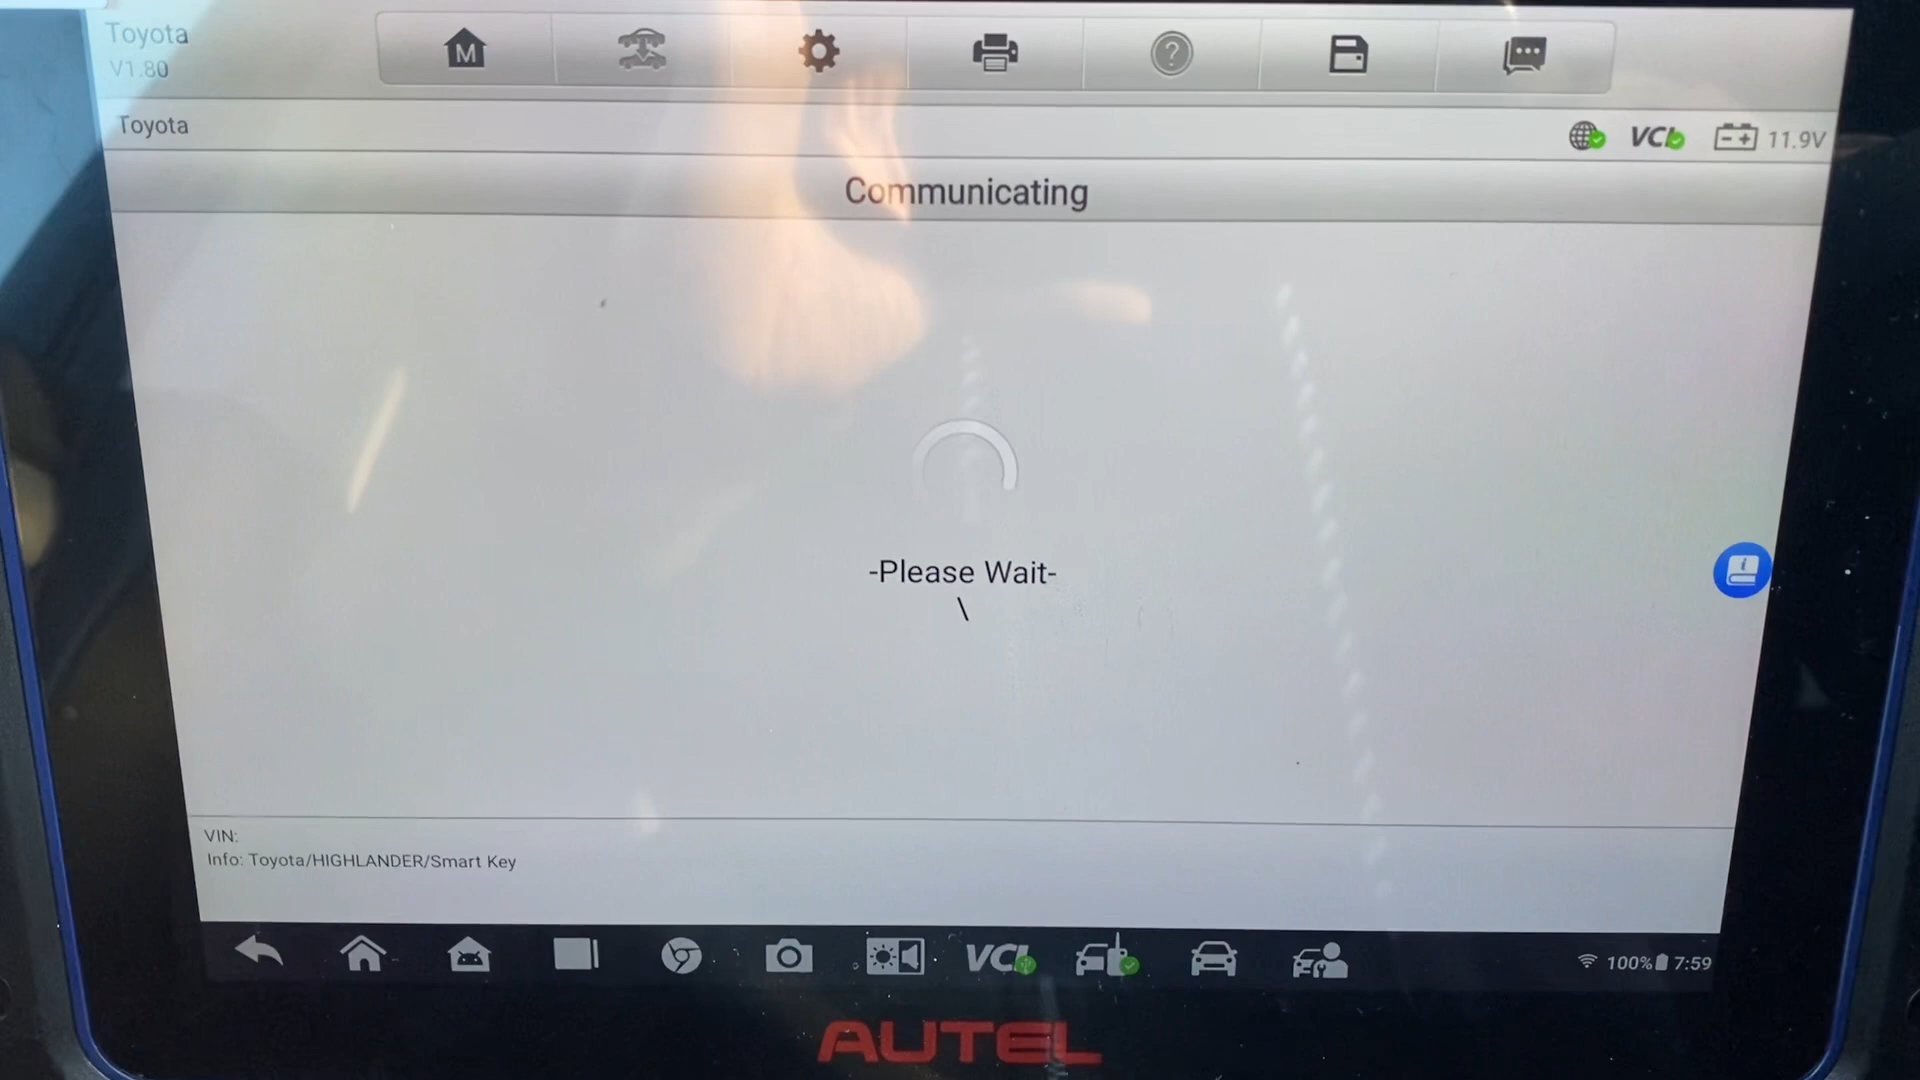 Toyota
V1.80
M
?
Toyota
VCI
11.9V
Communicating
-Please Wait-
\
i
VIN:
Info: Toyota/HIGHLANDER/Smart Key
VCI
100%
7:59
AUTEL